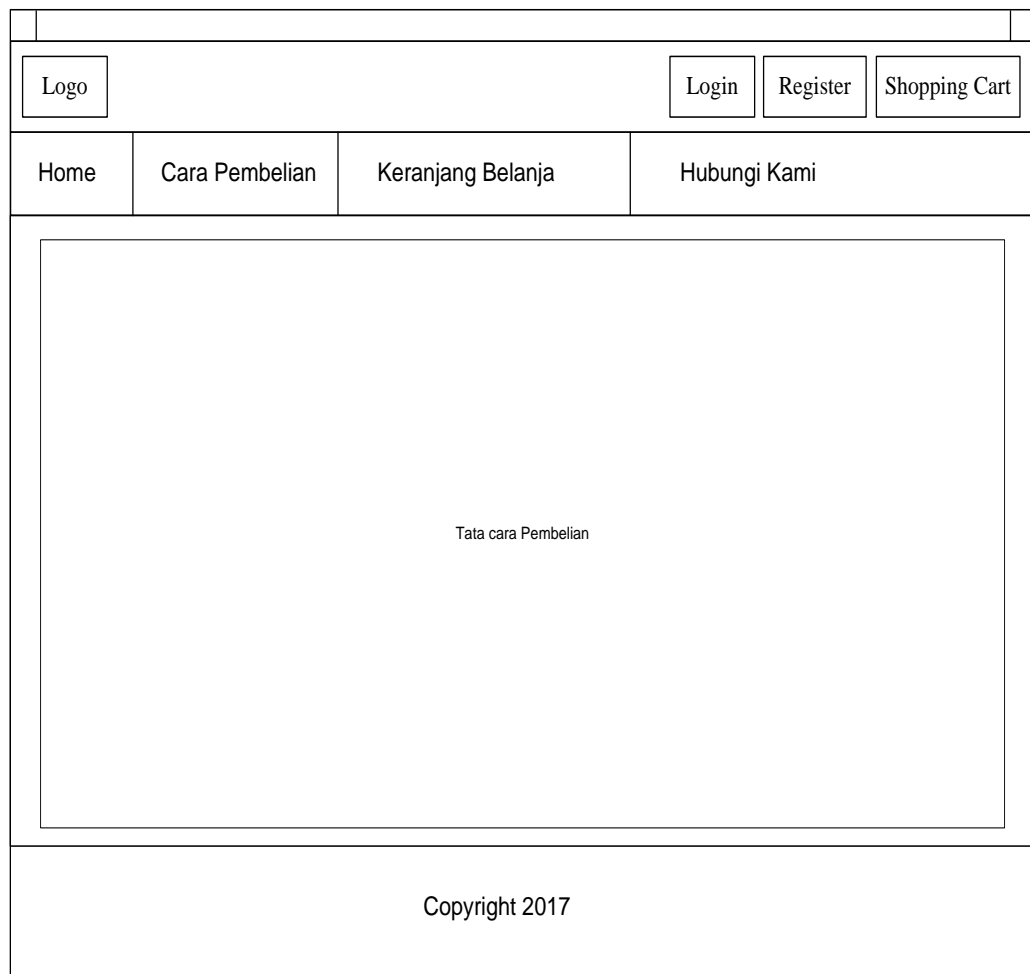 Logo
Login
Register
Shopping Cart
Home
Cara Pembelian
Keranjang Belanja
Hubungi Kami
Tata cara Pembelian
Copyright 2017